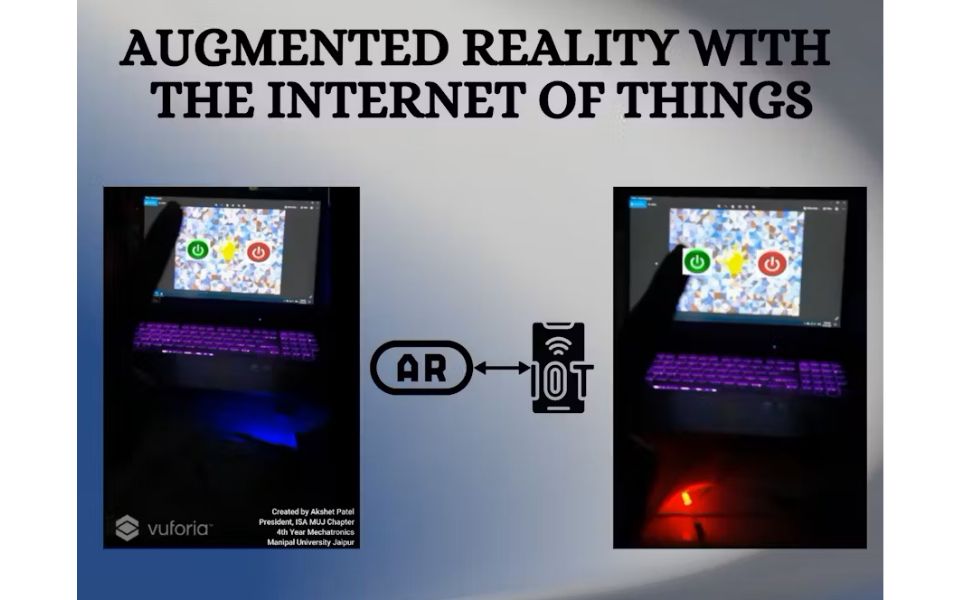 AUGMENTED REALITY WITH
THE INTERNET OF THINGS
AR
IOT
vuforia™
Created by Akshet Patel
President, ISA MUJ Chapter
4th Year Mechatronics
Manipal University Jaipur